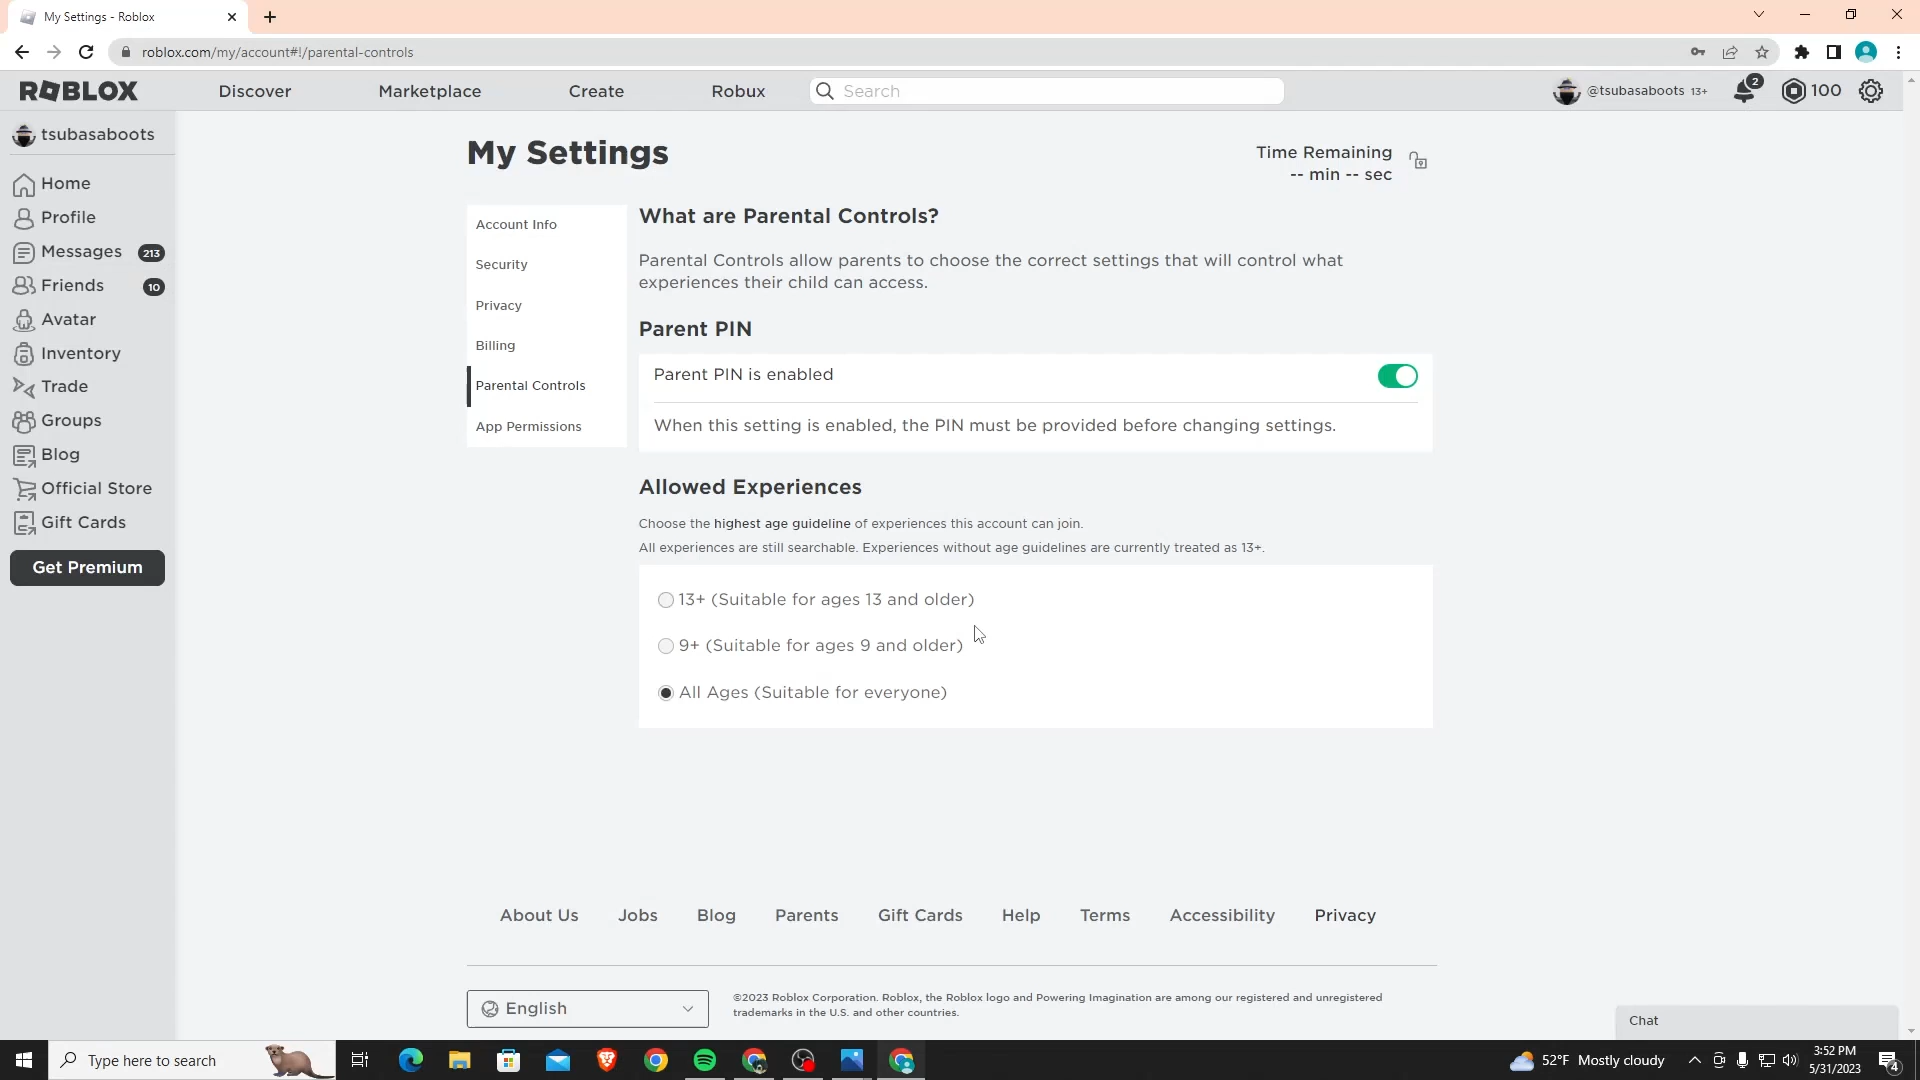 My Settings - Roblox
roblox.com/my/account#!/parental-controls
ROBLOX
Discover
Marketplace
Create
Robux
Search
@tsubasaboots 13+
2
100
tsubasaboots
Home
Profile
Messages 213
Friends 10
Avatar
Inventory
Trade
Groups
Blog
Official Store
Gift Cards
Get Premium
My Settings
Time Remaining
-- min -- sec
Account Info
Security
Privacy
Billing
Parental Controls
App Permissions
What are Parental Controls?
Parental Controls allow parents to choose the correct settings that will control what
experiences their child can access.
Parent PIN
Parent PIN is enabled
When this setting is enabled, the PIN must be provided before changing settings.
Allowed Experiences
Choose the highest age guideline of experiences this account can join.
All experiences are still searchable. Experiences without age guidelines are currently treated as 13+.
13+ (Suitable for ages 13 and older)
9+ (Suitable for ages 9 and older)
All Ages (Suitable for everyone)
About Us
Jobs
Blog
Parents
Gift Cards
Help
Terms
Accessibility
Privacy
English
©2023 Roblox Corporation. Roblox, the Roblox logo and Powering Imagination are among our registered and unregistered
trademarks in the U.S. and other countries.
Chat
Type here to search
52°F Mostly cloudy
3:52 PM
5/31/2023
4